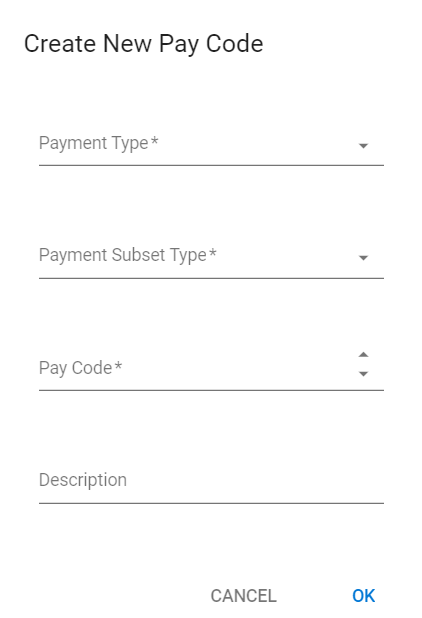 Create New Pay Code
Payment Type*
Payment Subset Type*
Pay Code*
Description
CANCEL OK